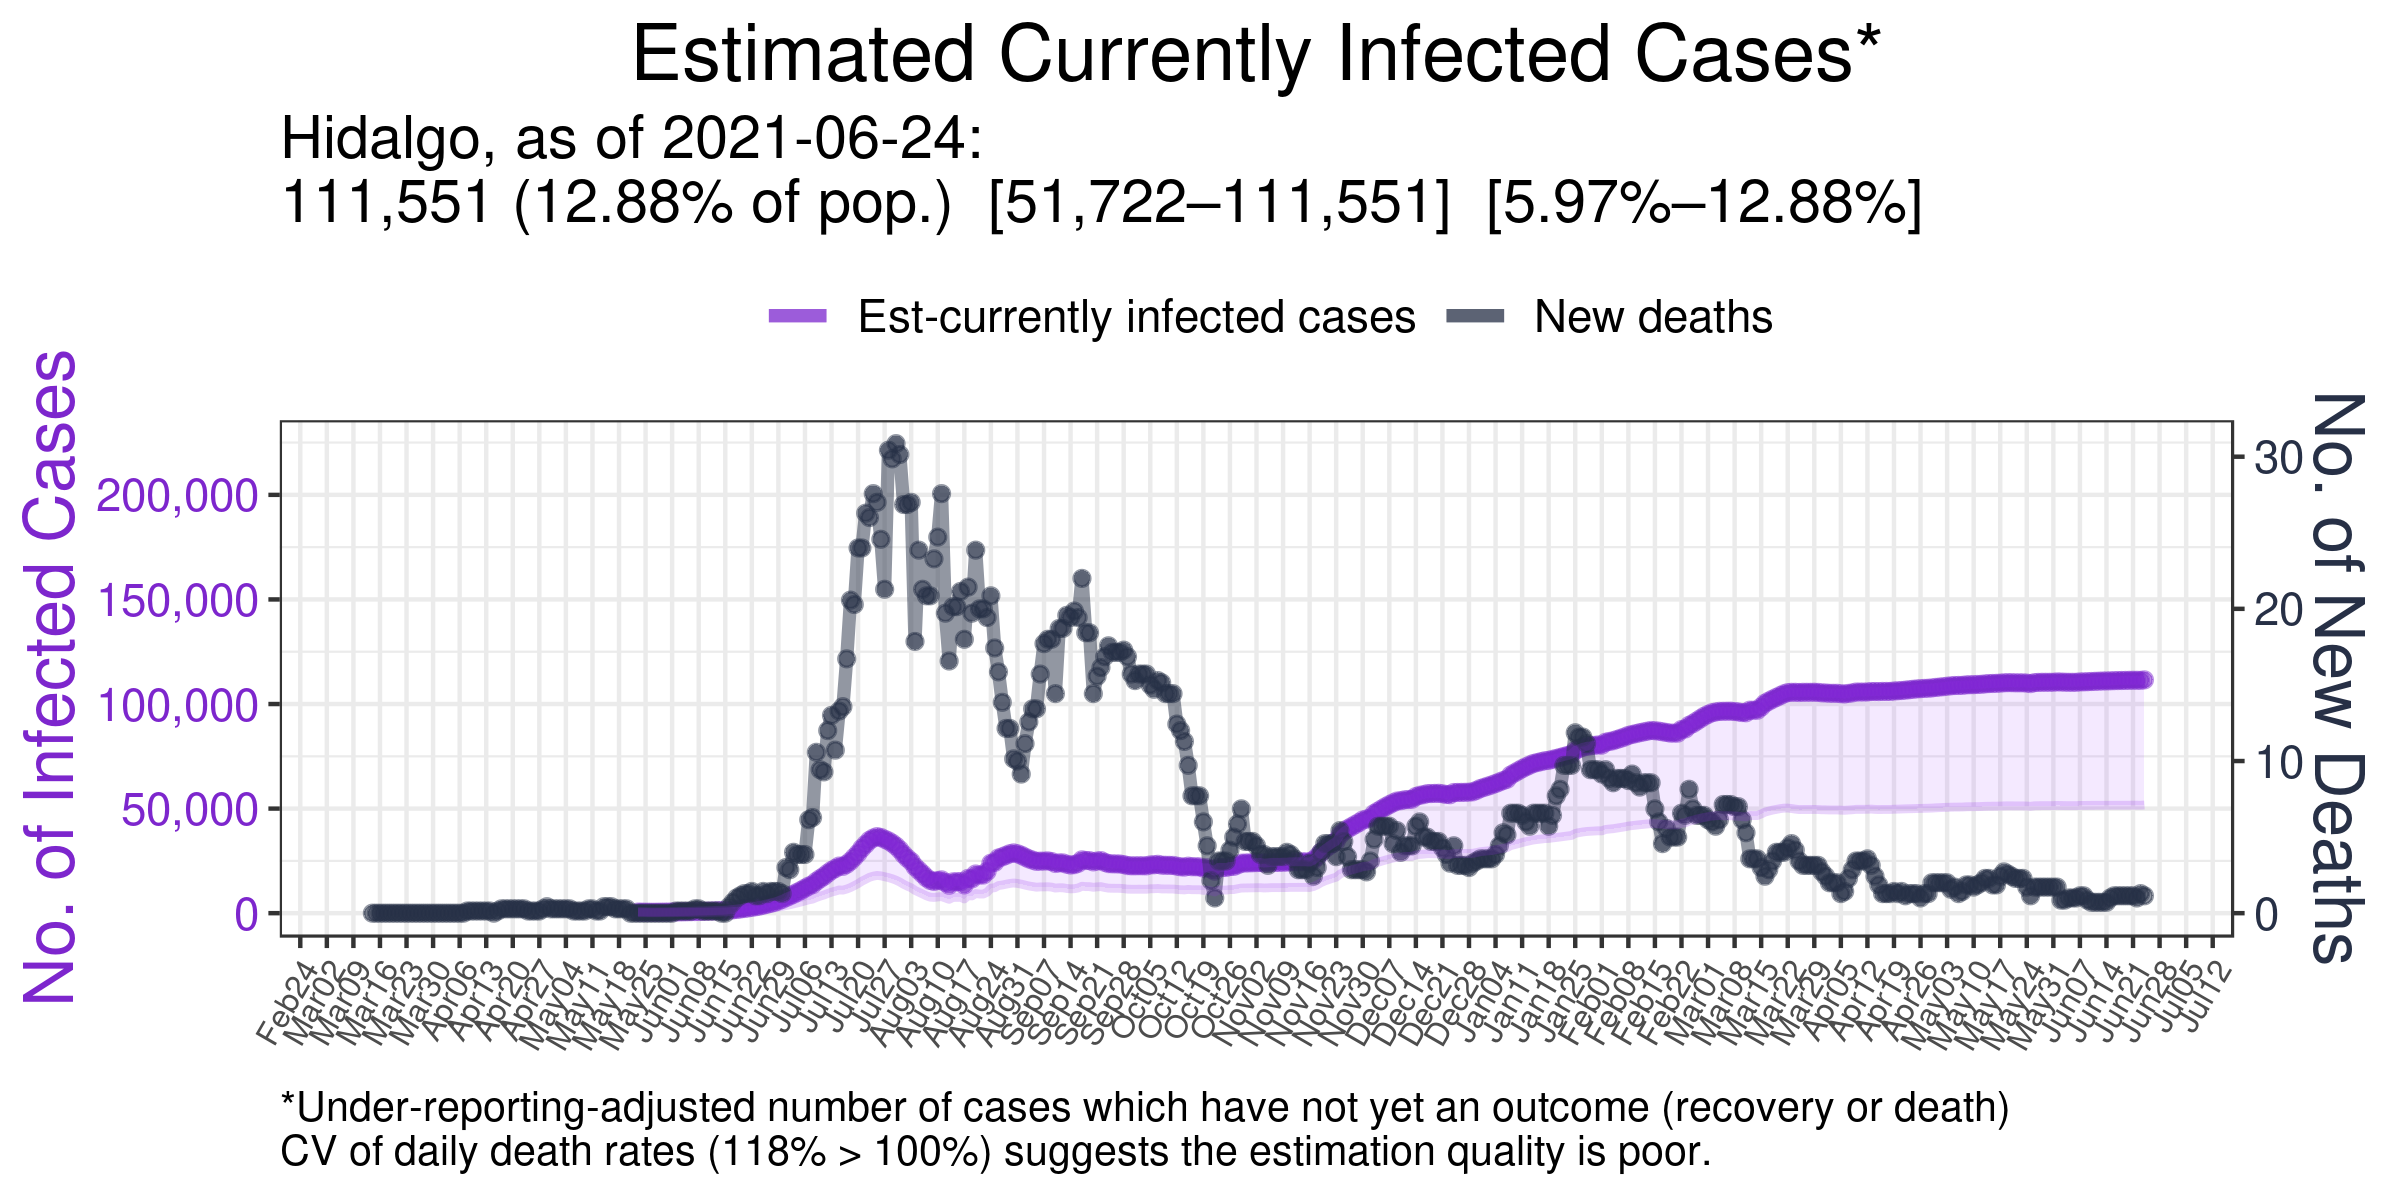 Estimated Currently Infected Cases*
Hidalgo, as of 2021-06-24:
111,551 (12.88% of pop.) [51,722–111,551] [5.97%–12.88%]
Est-currently infected cases
New deaths
No. of Infected Cases
200,000
150,000
100,000
50,000
0
30
20
10
0
No. of New Deaths
Feb24
Mar02
Mar09
Mar16
Mar23
Mar30
Apr06
Apr13
Apr20
Apr27
May04
May11
May18
May25
Jun01
Jun08
Jun15
Jun22
Jun29
Jul06
Jul13
Jul20
Jul27
Aug03
Aug10
Aug17
Aug24
Aug31
Sep07
Sep14
Sep21
Sep28
Oct05
Oct12
Oct19
Oct26
Nov02
Nov09
Nov16
Nov23
Nov30
Dec07
Dec14
Dec21
Dec28
Jan04
Jan11
Jan18
Jan25
Feb01
Feb08
Feb15
Feb22
Mar01
Mar08
Mar15
Mar22
Mar29
Apr05
Apr12
Apr19
Apr26
May03
May10
May17
May24
May31
Jun07
Jun14
Jun21
Jun28
Jul05
Jul12
*Under-reporting-adjusted number of cases which have not yet an outcome (recovery or death)
CV of daily death rates (118% > 100%) suggests the estimation quality is poor.